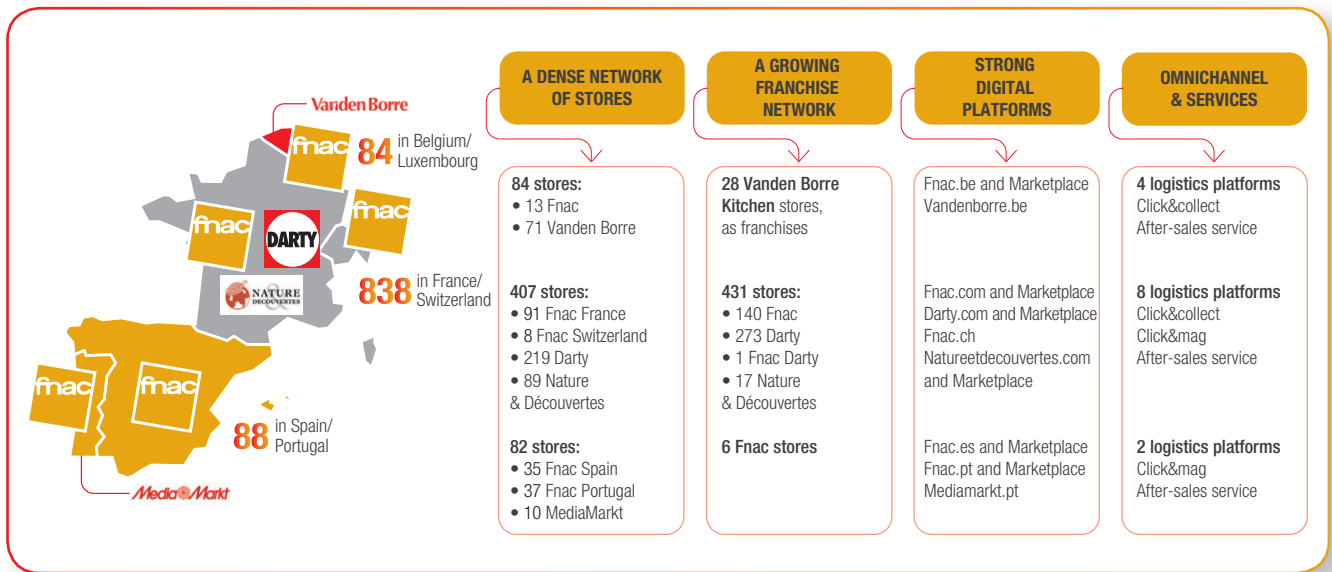 Vanden Borre
fnac
84 in Belgium/
Luxembourg
fnac
fnac
DARTY
NATURE
&
DECOUVERTES
838 in France/
Switzerland
fnac
fnac
88 in Spain/
Portugal
MediaMarkt
A DENSE NETWORK
OF STORES
84 stores:
• 13 Fnac
• 71 Vanden Borre
407 stores:
• 91 Fnac France
• 8 Fnac Switzerland
• 219 Darty
• 89 Nature
& Découvertes
82 stores:
• 35 Fnac Spain
• 37 Fnac Portugal
• 10 MediaMarkt
A GROWING
FRANCHISE
NETWORK
28 Vanden Borre
Kitchen stores,
as franchises
431 stores:
• 140 Fnac
• 273 Darty
• 1 Fnac Darty
• 17 Nature
& Découvertes
6 Fnac stores
STRONG
DIGITAL
PLATFORMS
Fnac.be and Marketplace
Vandenborre.be
Fnac.com and Marketplace
Darty.com and Marketplace
Fnac.ch
Natureetdecouvertes.com
and Marketplace
Fnac.es and Marketplace
Fnac.pt and Marketplace
Mediamarkt.pt
OMNICHANNEL
& SERVICES
4 logistics platforms
Click&collect
After-sales service
8 logistics platforms
Click&collect
Click&mag
After-sales service
2 logistics platforms
Click&mag
After-sales service